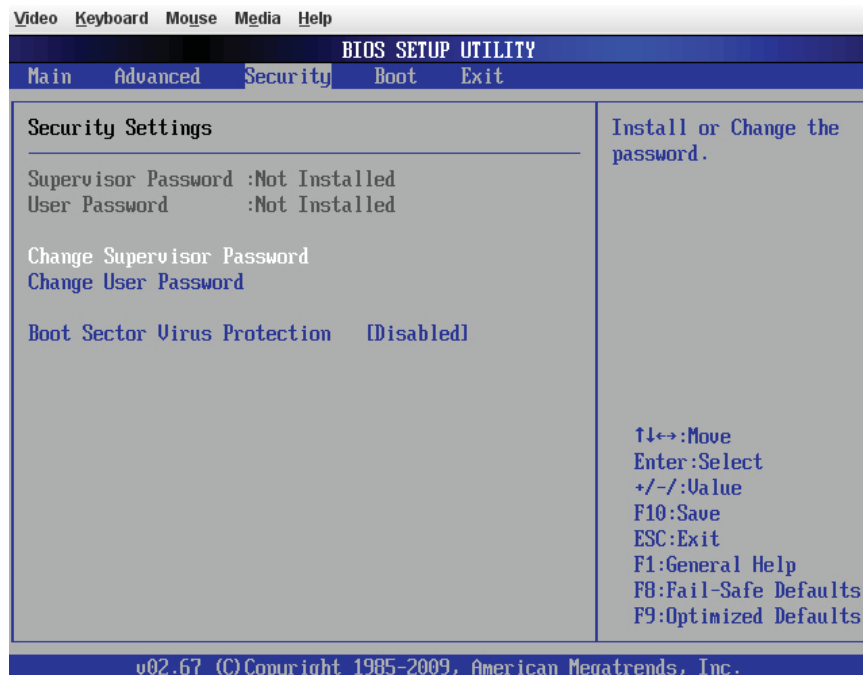 Video Keyboard Mouse Media Help
BIOS SETUP UTILITY
Main Advanced Security Boot Exit
Security Settings
Supervisor Password :Not Installed
User Password :Not Installed
Change Supervisor Password
Change User Password
Boot Sector Virus Protection [Disabled]
Install or Change the
password.
↑↓←→:Move
Enter:Select
+/-/:Value
F10:Save
ESC:Exit
F1:General Help
F8:Fail-Safe Defaults
F9:Optimized Defaults
v02.67 (C)Copyright 1985-2009, American Megatrends, Inc.